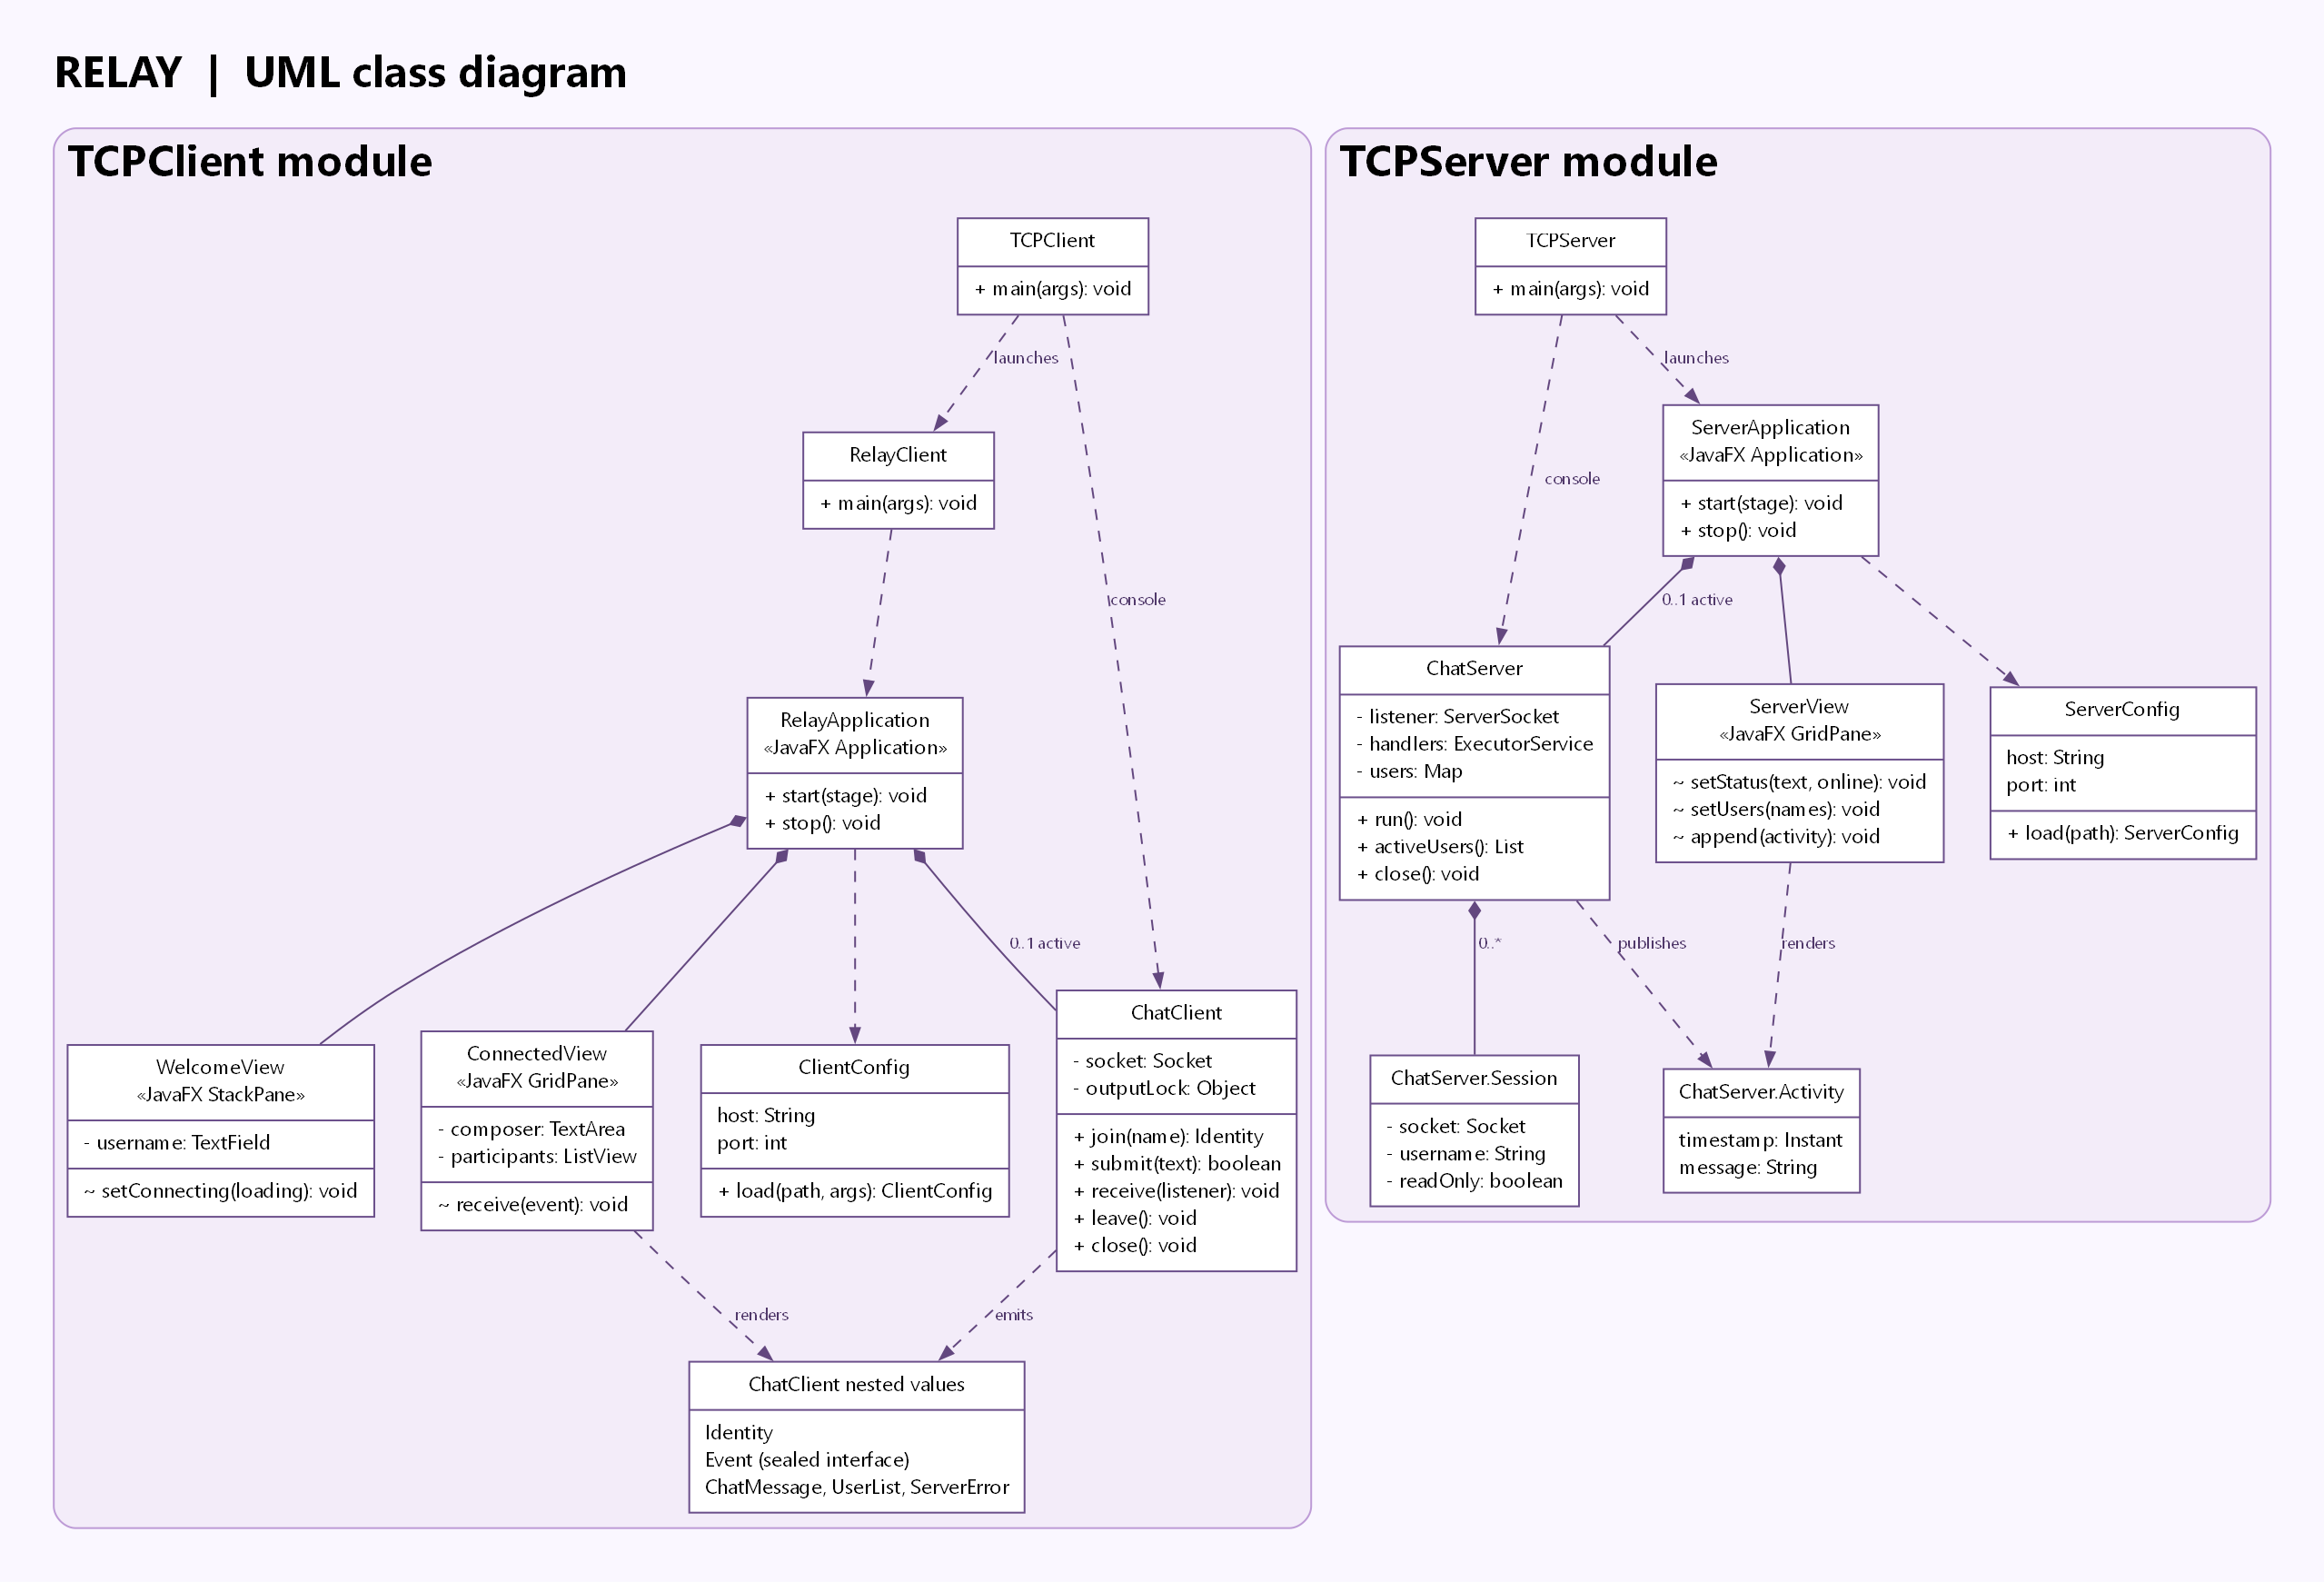 RELAY | UML class diagram
TCPClient module
TCPClient
+ main(args): void
launches
RelayClient
+ main(args): void
console
RelayApplication
«JavaFX Application»
+ start(stage): void
+ stop(): void
0..1 active
WelcomeView
«JavaFX StackPane»
- username: TextField
~ setConnecting(loading): void
ConnectedView
«JavaFX GridPane»
- composer: TextArea
- participants: ListView
~ receive(event): void
ClientConfig
host: String
port: int
+ load(path, args): ClientConfig
ChatClient
- socket: Socket
- outputLock: Object
+ join(name): Identity
+ submit(text): boolean
+ receive(listener): void
+ leave(): void
+ close(): void
renders
emits
ChatClient nested values
Identity
Event (sealed interface)
ChatMessage, UserList, ServerError
TCPServer module
TCPServer
+ main(args): void
launches
console
ServerApplication
«JavaFX Application»
+ start(stage): void
+ stop(): void
0..1 active
ChatServer
- listener: ServerSocket
- handlers: ExecutorService
- users: Map
+ run(): void
+ activeUsers(): List
+ close(): void
ServerView
«JavaFX GridPane»
~ setStatus(text, online): void
~ setUsers(names): void
~ append(activity): void
ServerConfig
host: String
port: int
+ load(path): ServerConfig
0..*
publishes
renders
ChatServer.Session
- socket: Socket
- username: String
- readOnly: boolean
ChatServer.Activity
timestamp: Instant
message: String